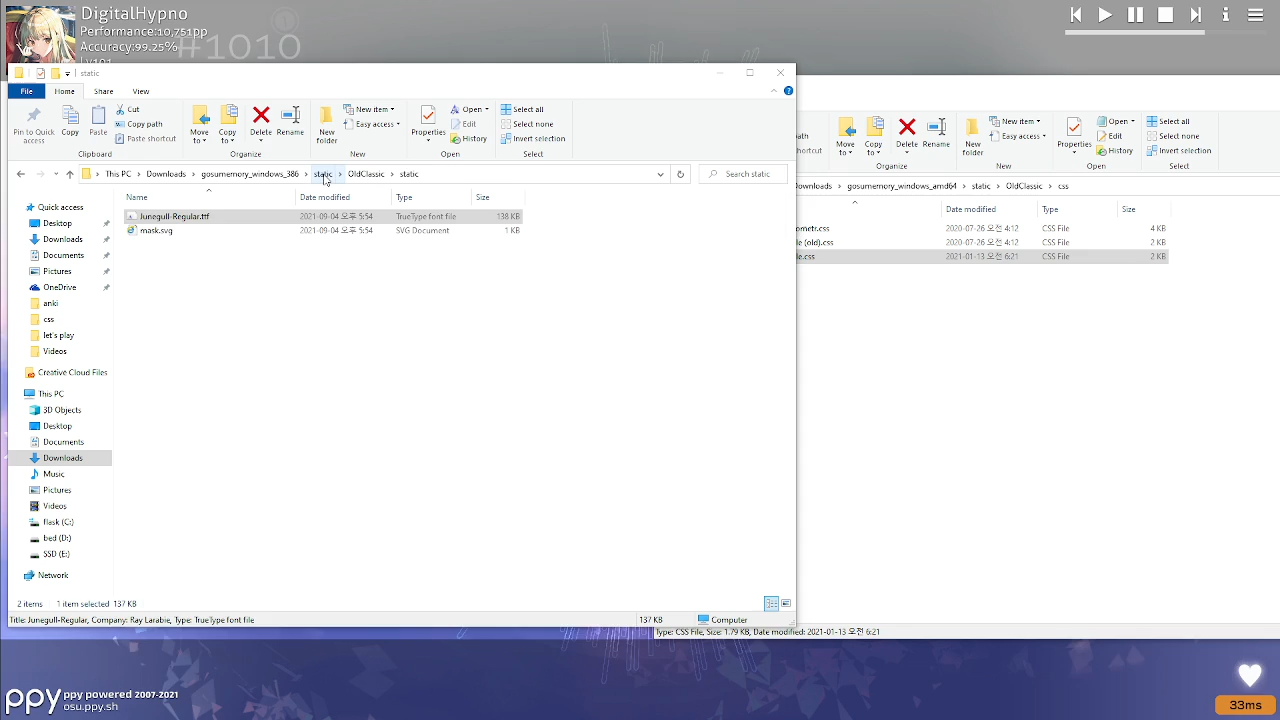 DigitalHypno
Performance:10,751pp
Accuracy:99.25%
Lv101
#1010
static
File
Home
Share
View
Pin to Quick access
Copy
Paste
Cut
Copy path
Paste shortcut
Clipboard
Move to
Copy to
Delete
Rename
Organize
New folder
New item
Easy access
New
Properties
Open
Edit
History
Open
Select all
Select none
Invert selection
Select
This PC › Downloads › gosumemory_windows_386 › static › OldClassic › static
Search static
Name
Date modified
Type
Size
Junegull-Regular.ttf
2021-09-04 오후 5:54
TrueType font file
138 KB
mask.svg
2021-09-04 오후 5:54
SVG Document
1 KB
Quick access
Desktop
Downloads
Documents
Pictures
OneDrive
anki
css
let's play
Videos
Creative Cloud Files
This PC
3D Objects
Desktop
Documents
Downloads
Music
Pictures
Videos
flask (C:)
bed (D:)
SSD (E:)
Network
2 items
1 item selected 137 KB
Title: Junegull-Regular, Company: Ray Larabie, Type: TrueType font file
137 KB
Computer
path
hortcut
Move to
Copy to
Delete
Rename
Organize
New folder
New item
Easy access
New
Properties
Open
Edit
History
Open
Select all
Select none
Invert selection
Select
ownloads › gosumemory_windows_amd64 › static › OldClassic › css
Date modified
Type
Size
ometr.css
2020-07-26 오전 4:12
CSS File
4 KB
(old).css
2020-07-26 오전 4:12
CSS File
2 KB
le.css
2021-01-13 오전 6:21
CSS File
2 KB
Type: CSS File, Size: 1.79 KB, Date modified: 2021-01-13 오전 6:21
ppy
ppy powered 2007-2021
osu.ppy.sh
33ms